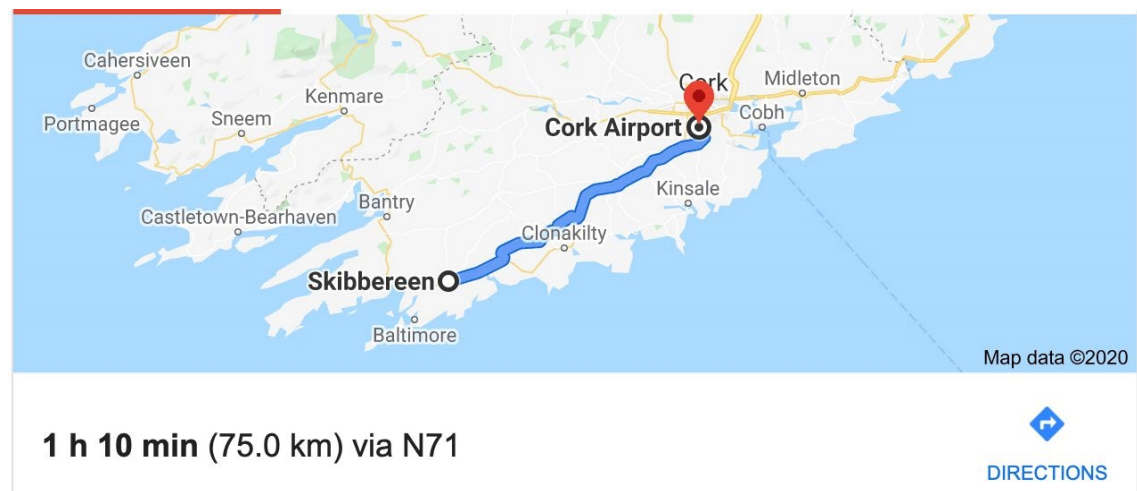 Cahersiveen
Portmagee
Sneem
Kenmare
Cork
Midleton
Cork Airport
Cobh
Kinsale
Castletown-Bearhaven
Bantry
Clonakilty
Skibbereen
Baltimore
Map data ©2020
1 h 10 min (75.0 km) via N71
DIRECTIONS